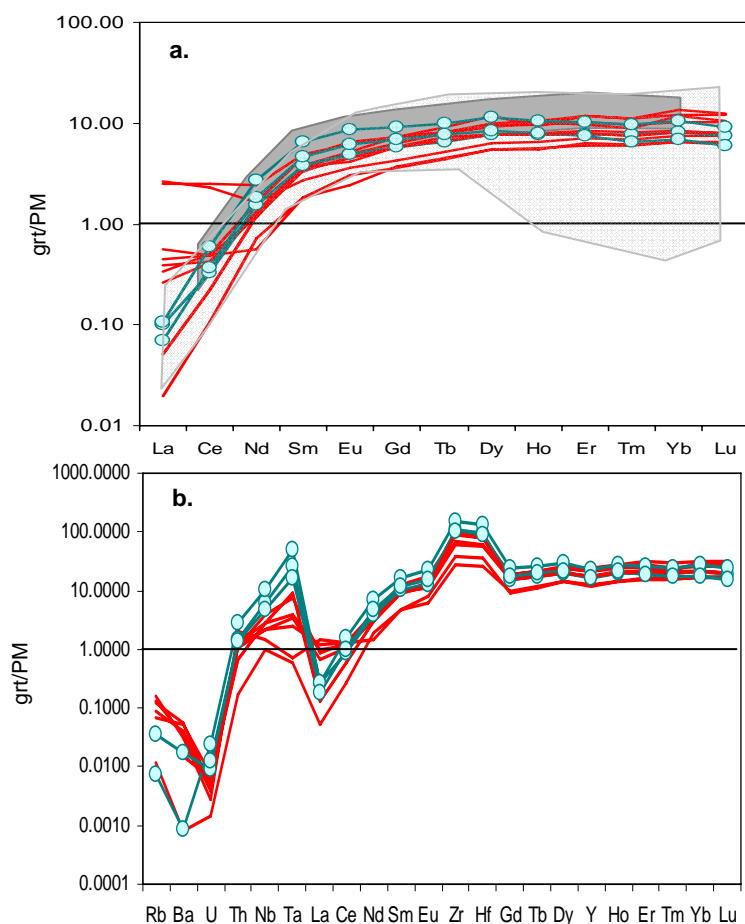 100.00
a.
10.00
1.00
0.10
0.01
grt/PM
La Ce Nd Sm Eu Gd Tb Dy Ho Er Tm Yb Lu
1000.0000
b.
100.0000
10.0000
1.0000
0.1000
0.0100
0.0010
0.0001
grt/PM
Rb Ba U Th Nb Ta La Ce Nd Sm Eu Zr Hf Gd Tb Dy Y Ho Er Tm Yb Lu